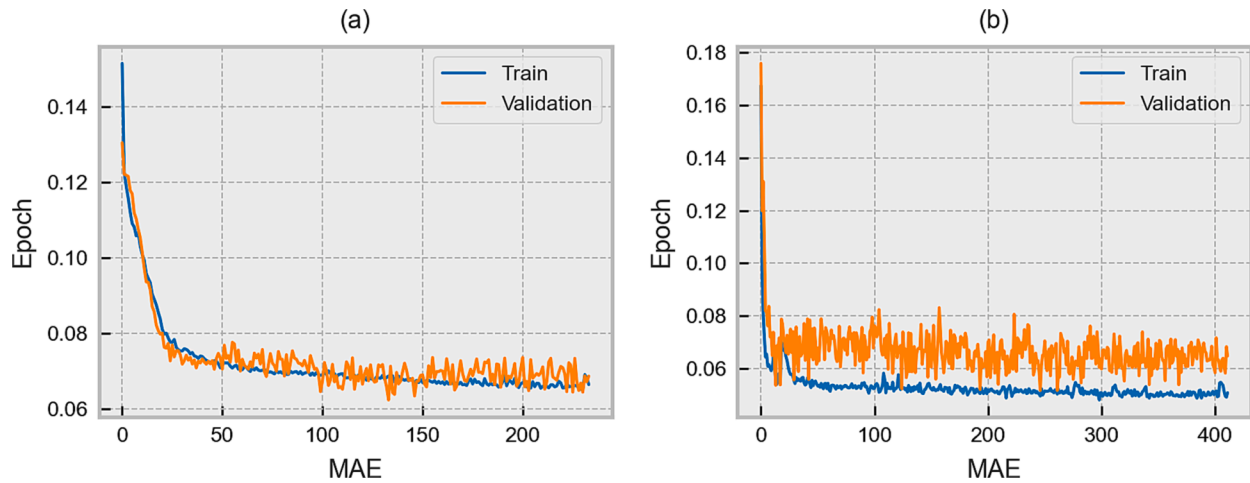 (a)
Train
Validation
0.14
0.12
0.10
0.08
0.06
Epoch
0 50 100 150 200
MAE
(b)
Train
Validation
0.18
0.16
0.14
0.12
0.10
0.08
0.06
Epoch
0 100 200 300 400
MAE